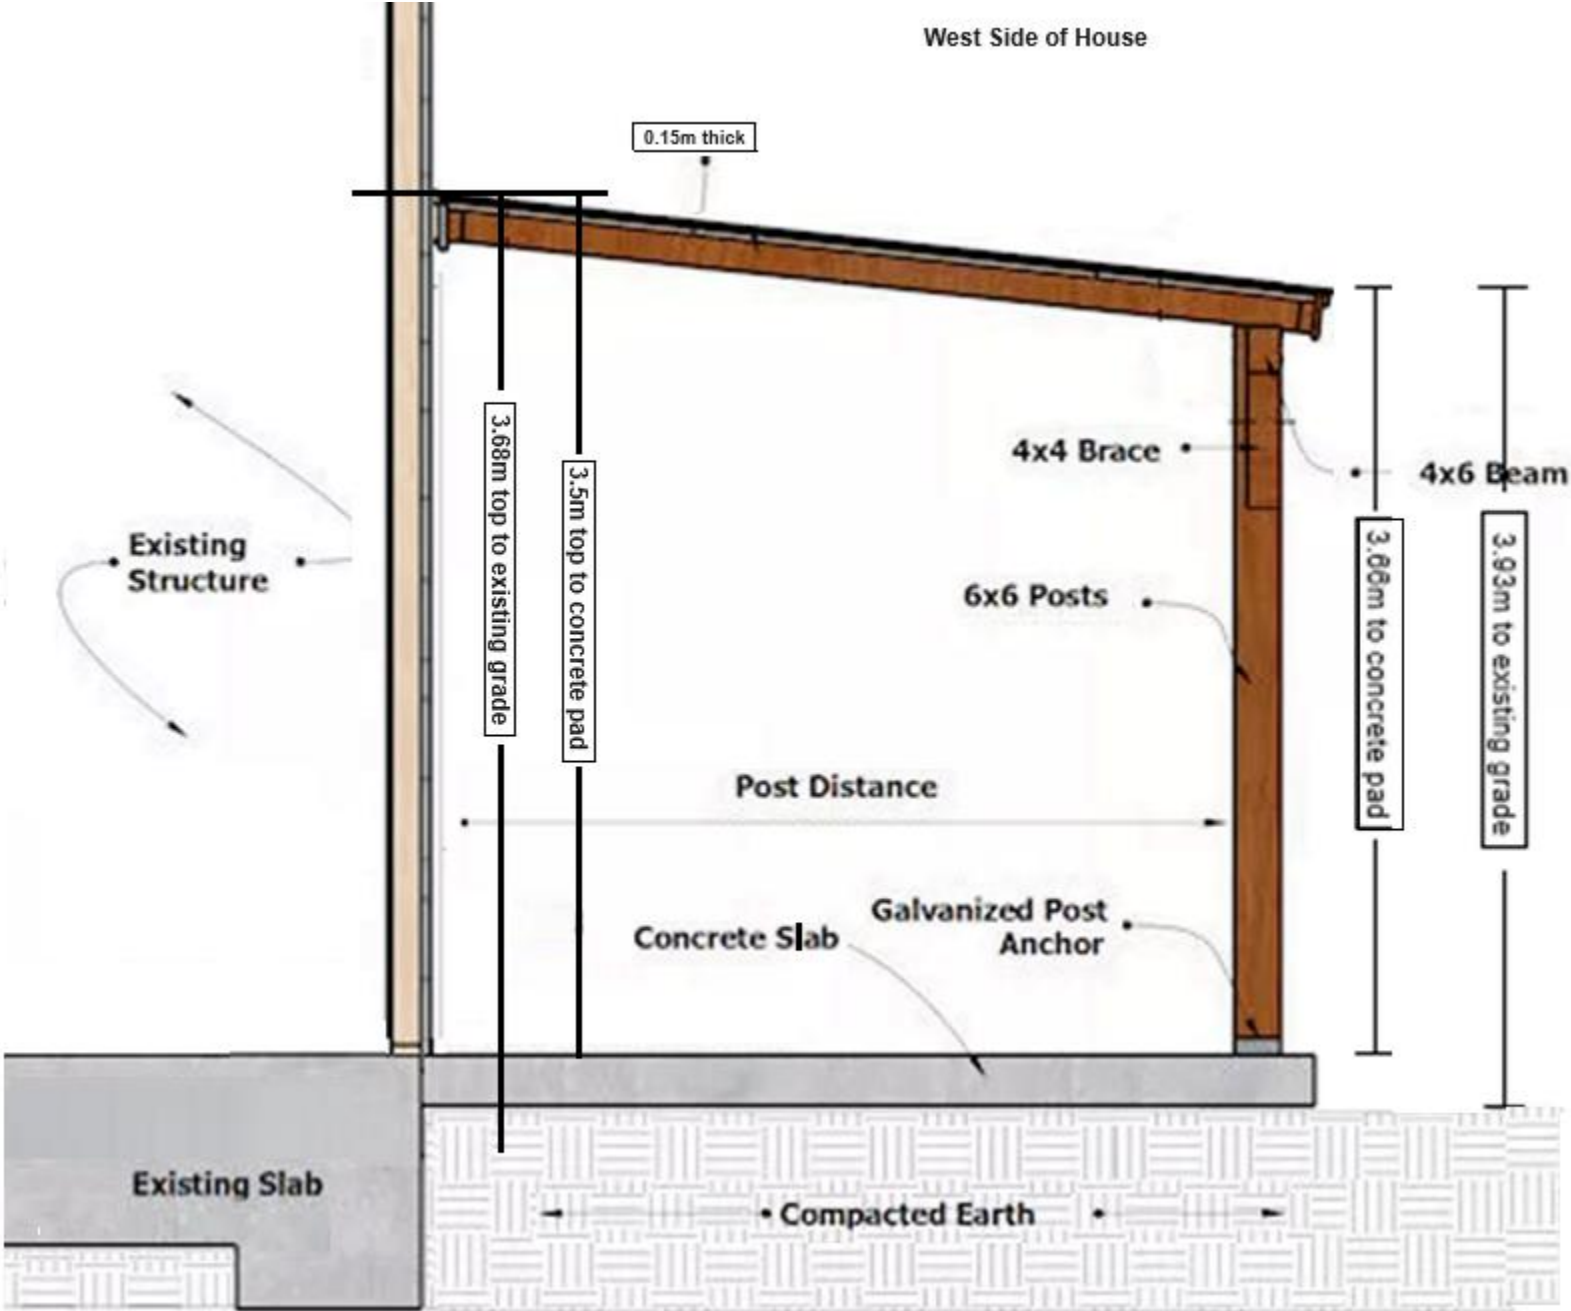 West Side of House
0.15m thick
3.68m top to existing grade
3.5m top to concrete pad
4x4 Brace
4x6 Beam
Existing
Structure
6x6 Posts
3.66m to concrete pad
3.93m to existing grade
Post Distance
Galvanized Post
Anchor
Concrete Slab
Existing Slab
Compacted Earth